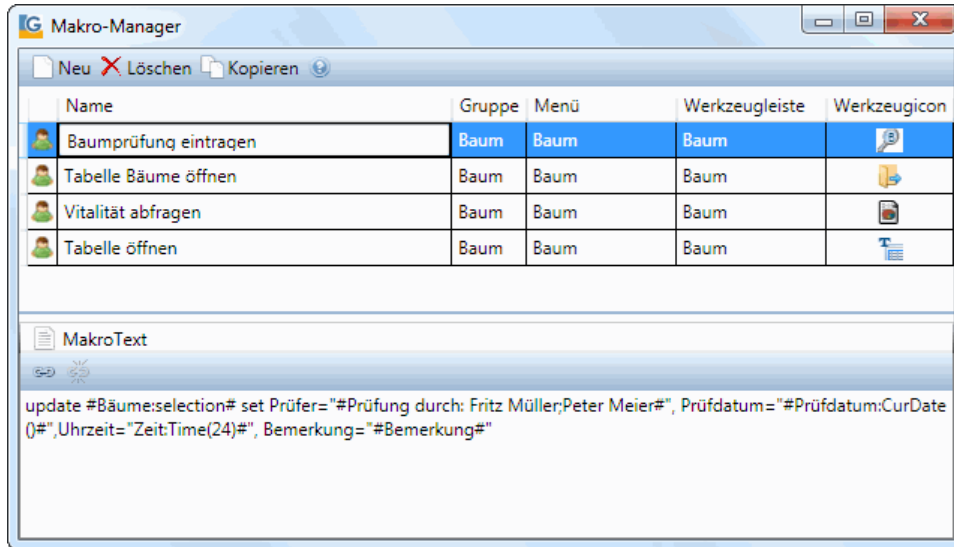 Makro-Manager
Neu Löschen Kopieren
Name Gruppe Menü Werkzeugleiste Werkzeugicon
Baumprüfung eintragen Baum Baum Baum
Tabelle Bäume öffnen Baum Baum Baum
Vitalität abfragen Baum Baum Baum
Tabelle öffnen Baum Baum Baum
MakroText
update #Bäume:selection# set Prüfer="#Prüfung durch: Fritz Müller;Peter Meier#", Prüfdatum="#Prüfdatum:CurDate
()#",Uhrzeit="Zeit:Time(24)#", Bemerkung="#Bemerkung#"